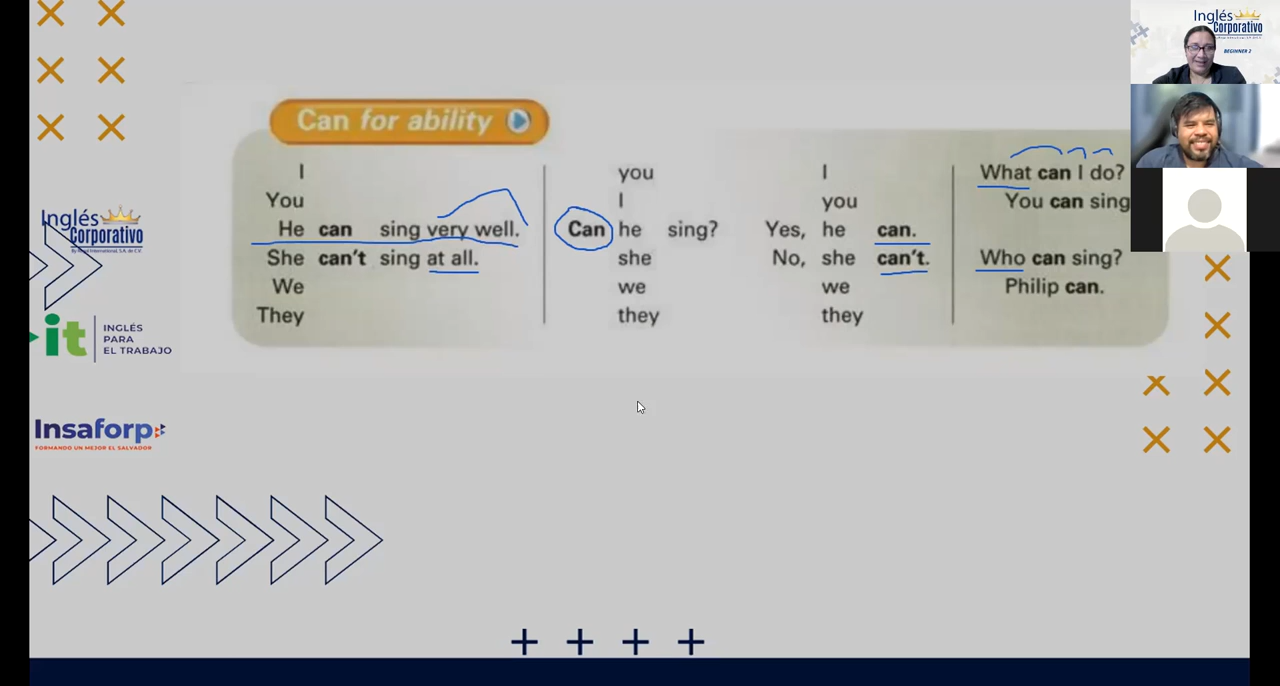 Inglés
Corporativo
BEGINNER 2
Can for ability
I
You
He can sing very well.
She can't sing at all.
We
They
you
I
Can he sing?
she
we
they
I
you
Yes, he can.
No, she can't.
we
they
What can I do?
You can sing
Who can sing?
Philip can.
Inglés
Corporativo
it
INGLÉS
PARA
EL TRABAJO
Insaforp
FORMANDO UN MEJOR EL SALVADOR